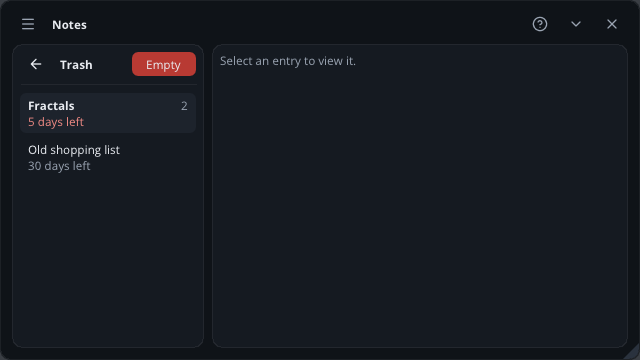 Notes
Trash
Empty
Fractals 2
5 days left
Old shopping list
30 days left
Select an entry to view it.